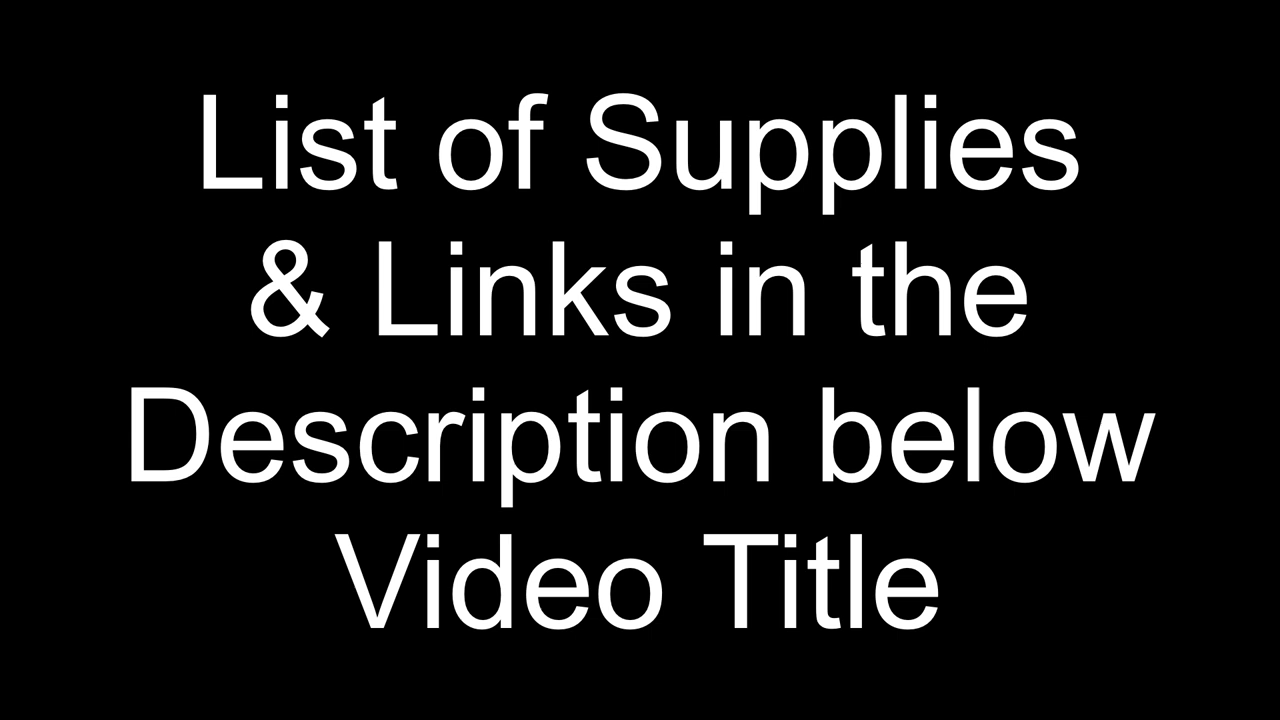 List of Supplies
& Links in the
Description below
Video Title